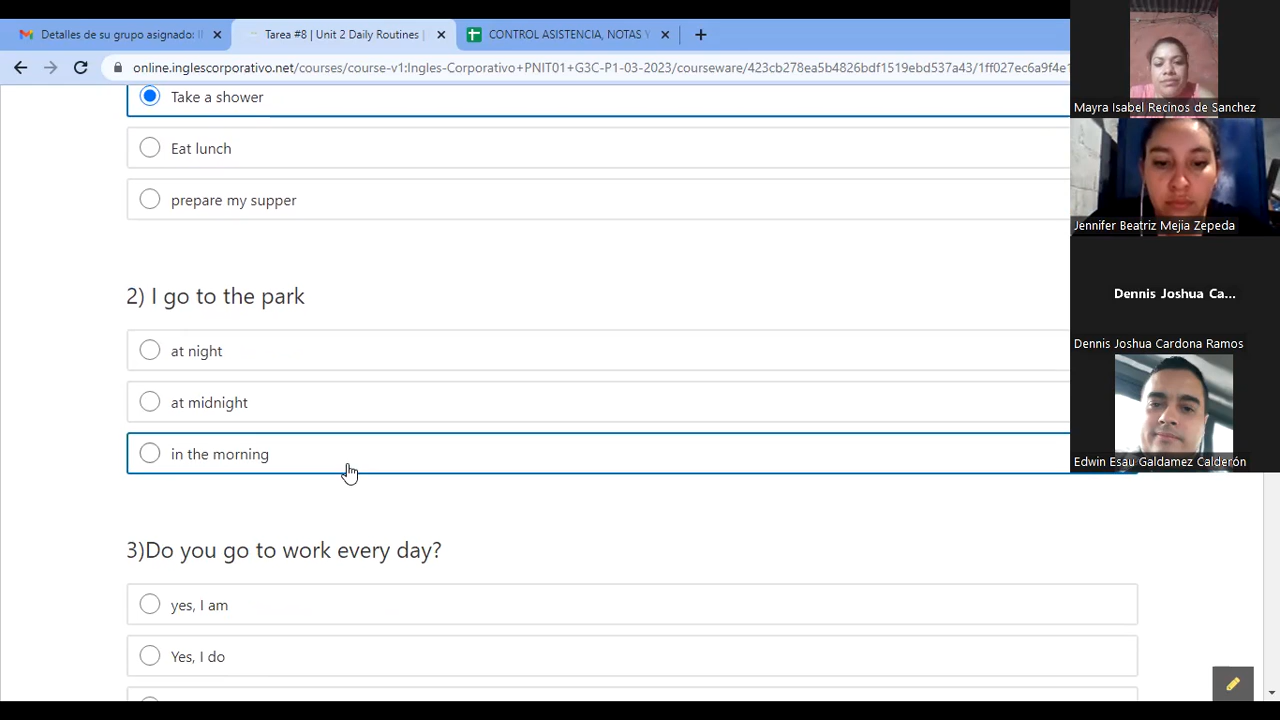 Detalles de su grupo asignado: I
Tarea #8 | Unit 2 Daily Routines |
CONTROL ASISTENCIA, NOTAS Y
online.inglescorporativo.net/courses/course-v1:Ingles-Corporativo+PNIT01+G3C-P1-03-2023/courseware/423cb278ea5b4826bdf1519ebd537a43/1ff027ec6a9f4e1
Take a shower
Eat lunch
prepare my supper
2) I go to the park
at night
at midnight
in the morning
3)Do you go to work every day?
yes, I am
Yes, I do
Mayra Isabel Recinos de Sanchez
Jennifer Beatriz Mejia Zepeda
Dennis Joshua Ca...
Dennis Joshua Cardona Ramos
Edwin Esau Galdamez Calderón